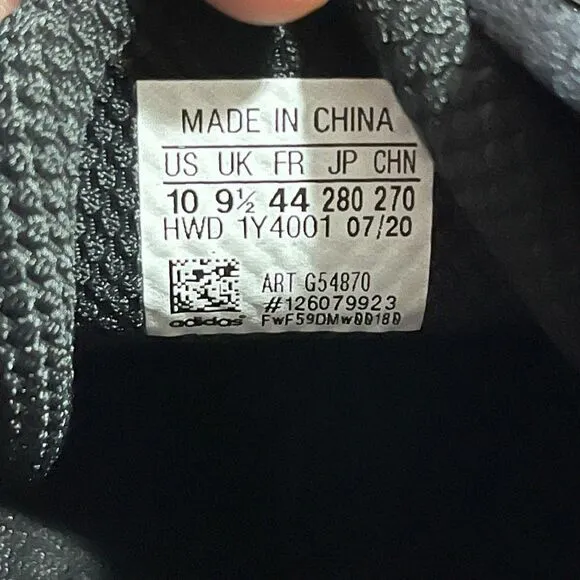 MADE IN CHINA
US UK FR JP CHN
10 9½ 44 280 270
HWD 1Y4001 07/20
ART G54870
#126079923
adidas FwF59DMwDD18D